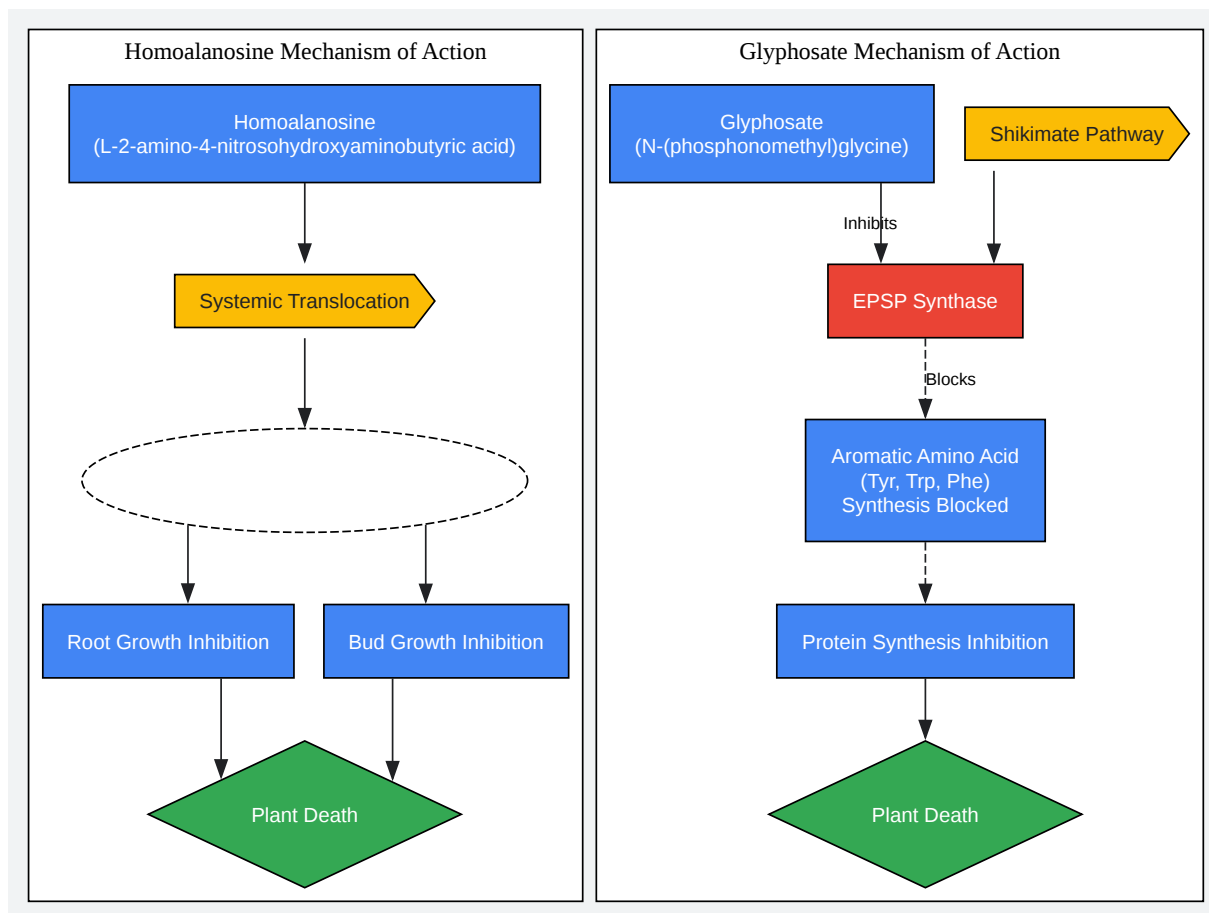 Homoalanosine Mechanism of Action
Homoalanosine
(L-2-amino-4-nitrosohydroxyaminobutyric acid)
Systemic Translocation
Root Growth Inhibition
Bud Growth Inhibition
Plant Death
Glyphosate Mechanism of Action
Glyphosate
(N-(phosphonomethyl)glycine)
Shikimate Pathway
Inhibits
EPSP Synthase
Blocks
Aromatic Amino Acid
(Tyr, Trp, Phe)
Synthesis Blocked
Protein Synthesis Inhibition
Plant Death